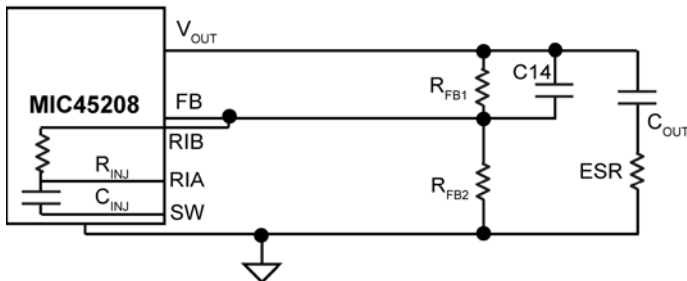 V_OUT
R_FB1
C14
MIC45208
FB
C_OUT
RIB
R_INJ
RIA
ESR
R_FB2
C_INJ
SW